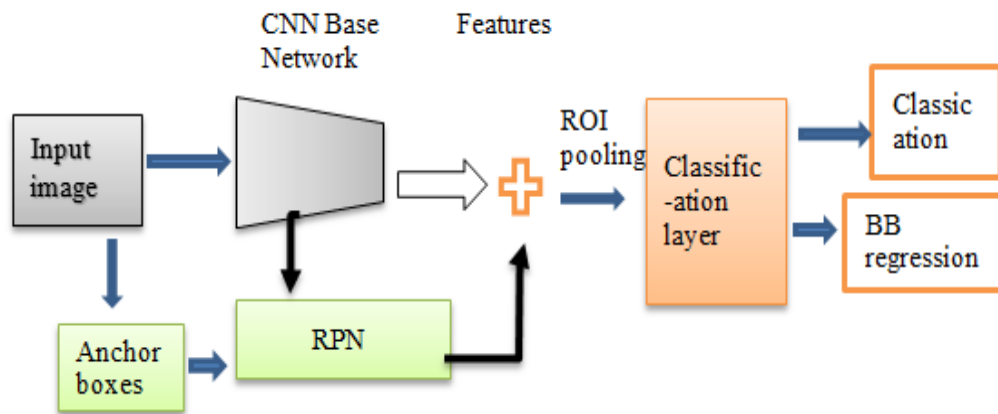 CNN Base
Network
Features
Input
image
ROI
pooling
Classific
-ation
layer
Classic
ation
BB
regression
Anchor
boxes
RPN